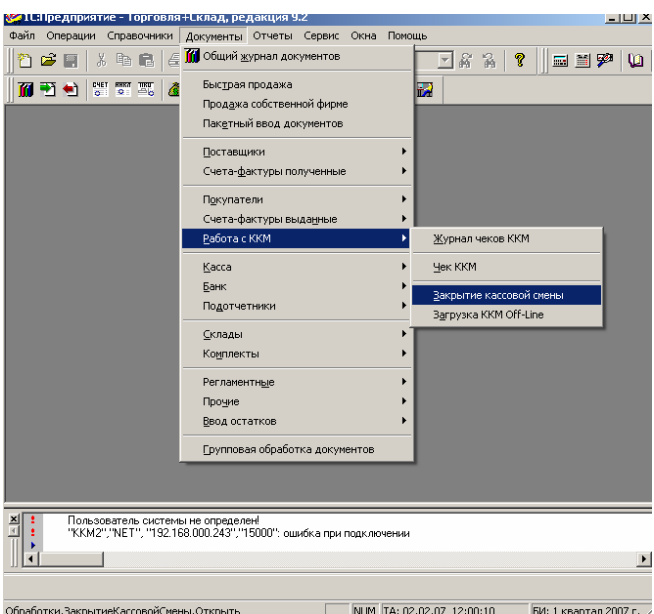 1С:Предприятие - Торговля+Склад, редакция 9.2
Файл Операции Справочники Документы Отчеты Сервис Окна Помощь
Общий журнал документов
Быстрая продажа
Продажа собственной фирме
Пакетный ввод документов
Поставщики
Счета-фактуры полученные
Покупатели
Счета-фактуры выданные
Работа с ККМ
Журнал чеков ККМ
Чек ККМ
Закрытие кассовой смены
Загрузка ККМ Off-Line
Касса
Банк
Подотчетники
Склады
Комплекты
Регламентные
Прочие
Ввод остатков
Групповая обработка документов
Пользователь системы не определен!
"ККМ2","NET", "192.168.000.243","15000": ошибка при подключении
Обработки.ЗакрытиеКассовойСмены.Открыть NUM ТА: 02.02.07 12:00:10 БИ: 1 квартал 2007 г.